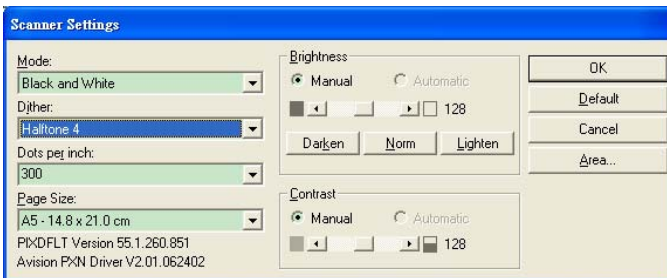 Scanner Settings
Mode:
Black and White
Dither:
Halftone 4
Dots per inch:
300
Page Size:
A5 - 14.8 x 21.0 cm
PIXDFLT Version 55.1.260.851
Avision PXN Driver V2.01.062402
Brightness
Manual Automatic
128
Darken Norm Lighten
Contrast
Manual Automatic
128
OK
Default
Cancel
Area...